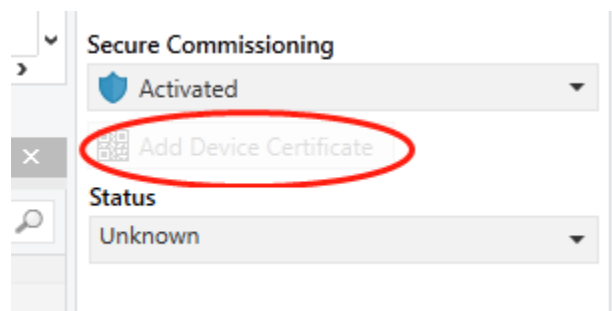 Secure Commissioning
Activated
Add Device Certificate
Status
Unknown